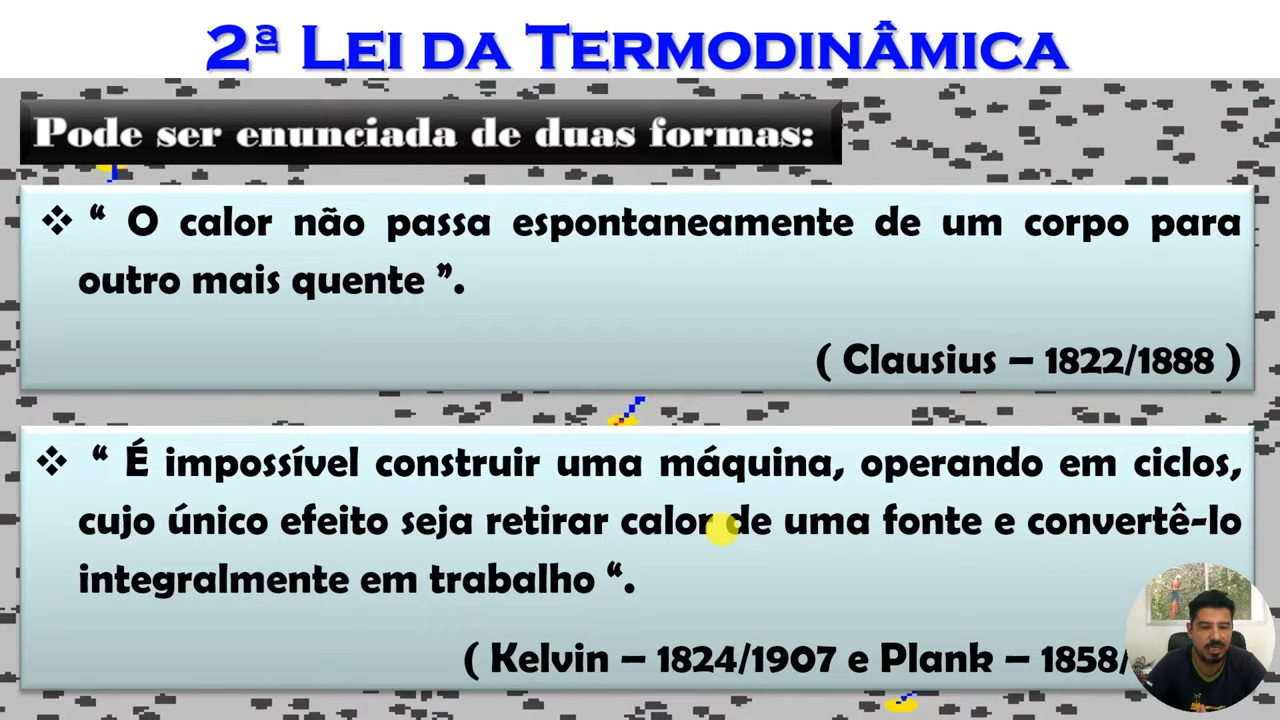 2ª Lei da Termodinâmica
Pode ser enunciada de duas formas:
❖ “ O calor não passa espontaneamente de um corpo para
outro mais quente ”.
( Clausius – 1822/1888 )
❖ “ É impossível construir uma máquina, operando em ciclos,
cujo único efeito seja retirar calor de uma fonte e convertê-lo
integralmente em trabalho “.
( Kelvin – 1824/1907 e Plank – 1858/